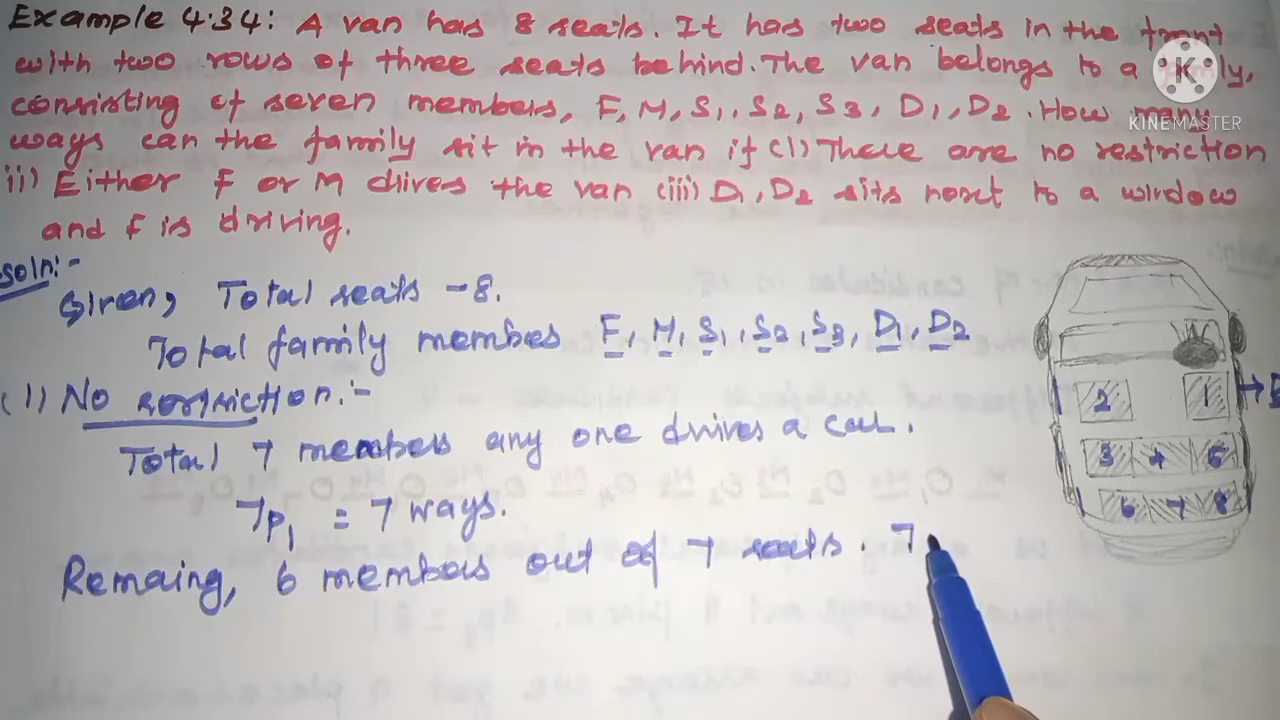 Example 4.34: A van has 8 seats. It has two seats in the front
with two rows of three seats behind. The van belongs to a
consisting of seven members, F, M, S1, S2, S3, D1, D2. How many
ways can the family sit in the van if (i) There are no restriction
ii) Either F or M drives the van (iii) D1, D2 sits next to a window
and F is driving.
Soln:-
Given, Total seats - 8.
Total family members F, M, S1, S2, S3, D1, D2
(i) No restriction:-
Total 7 members any one drives a car.
7P1 = 7 ways.
Remaing, 6 members out of 7 seats. 7
K
KINEMASTER
2 1
3 4 5
6 7 8